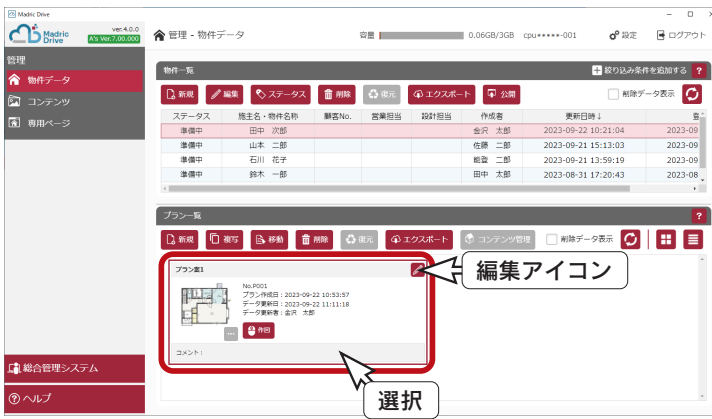 Madric Drive
Madric Drive
ver.4.0.0
A's Ver.7.00.000
管理 - 物件データ
容量
0.06GB/3GB
cpu*****-001
設定
ログアウト
管理
物件データ
コンテンツ
専用ページ
総合管理システム
ヘルプ
物件一覧
絞り込み条件を追加する ?
新規 編集 ステータス 削除 復元 エクスポート 公開 削除データ表示
ステータス 施主名・物件名称 顧客No. 営業担当 設計担当 作成者 更新日時↓
準備中 田中 次郎 金沢 太郎 2023-09-22 10:21:04 2023-09
準備中 山本 二郎 佐藤 二郎 2023-09-21 15:13:03 2023-09
準備中 石川 花子 能登 二郎 2023-09-21 13:59:19 2023-09
準備中 鈴木 一郎 田中 太郎 2023-08-31 17:20:43 2023-08
プラン一覧 ?
新規 複写 移動 削除 復元 エクスポート コンテンツ管理 削除データ表示
プラン案1
No.P001
プラン作成日：2023-09-22 10:53:57
データ更新日：2023-09-22 11:11:18
データ更新者：金沢 太郎
作図
コメント：
編集アイコン
選択